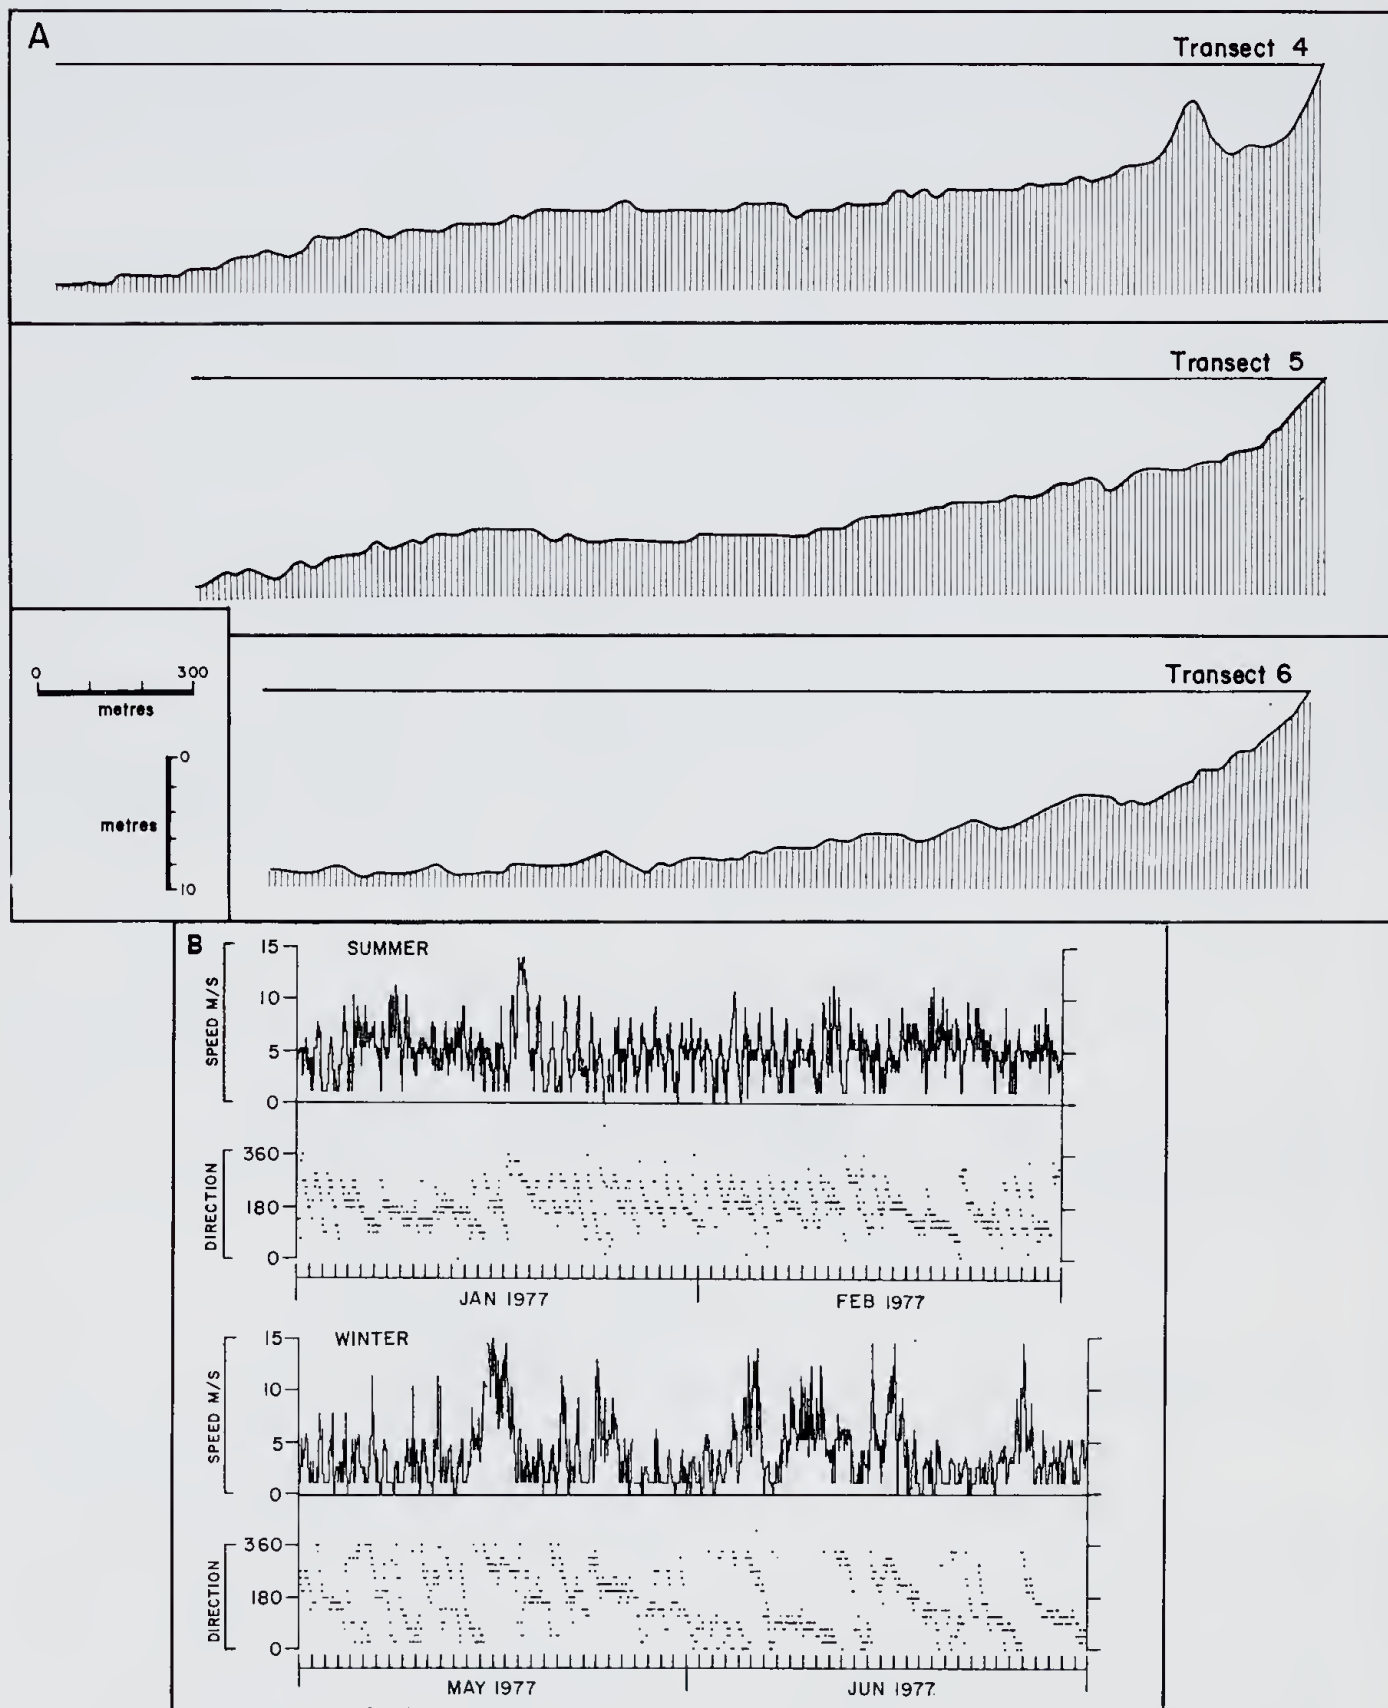 A
Transect 4
Transect 5
Transect 6
0 300
metres
0
metres
10
B
SUMMER
SPEED M/S
15
10
5
0
DIRECTION
360
180
0
JAN 1977 FEB 1977
WINTER
SPEED M/S
15
10
5
0
DIRECTION
360
180
0
MAY 1977 JUN 1977